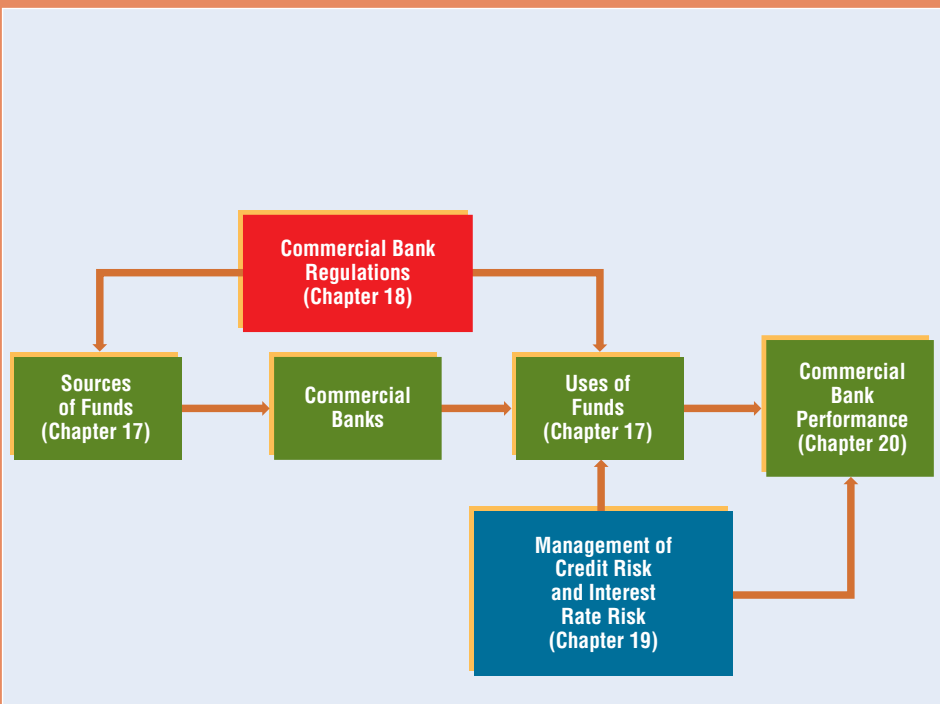 Commercial Bank
Regulations
(Chapter 18)
Sources
of Funds
(Chapter 17)
Commercial
Banks
Uses of
Funds
(Chapter 17)
Commercial
Bank
Performance
(Chapter 20)
Management of
Credit Risk
and Interest
Rate Risk
(Chapter 19)